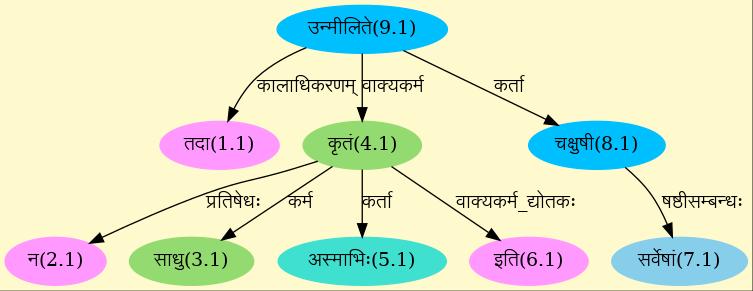 उन्मीलिते(9.1)
कालाधिकरणम् वाक्यकर्म कर्ता
तदा(1.1) कृतं(4.1) चक्षुषी(8.1)
प्रतिषेधः कर्म कर्ता वाक्यकर्म_द्योतकः षष्ठीसम्बन्धः
न(2.1) साधु(3.1) अस्माभिः(5.1) इति(6.1) सर्वेषां(7.1)